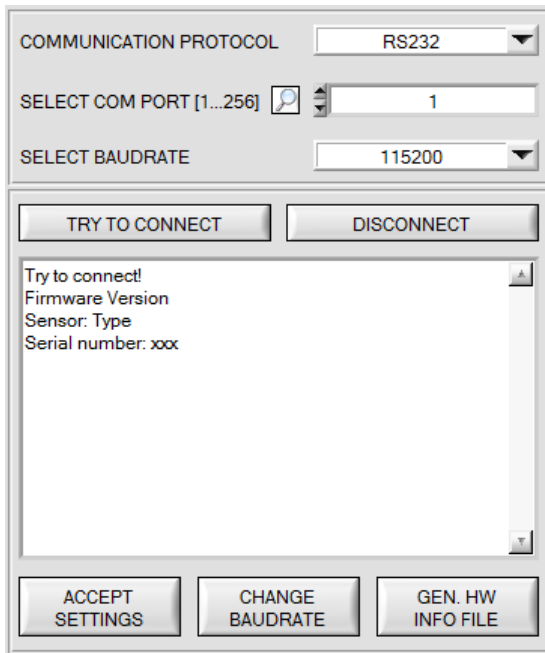 COMMUNICATION PROTOCOL RS232
SELECT COM PORT [1...256] 1
SELECT BAUDRATE 115200
TRY TO CONNECT DISCONNECT
Try to connect!
Firmware Version
Sensor: Type
Serial number: xxx
ACCEPT SETTINGS
CHANGE BAUDRATE
GEN. HW INFO FILE